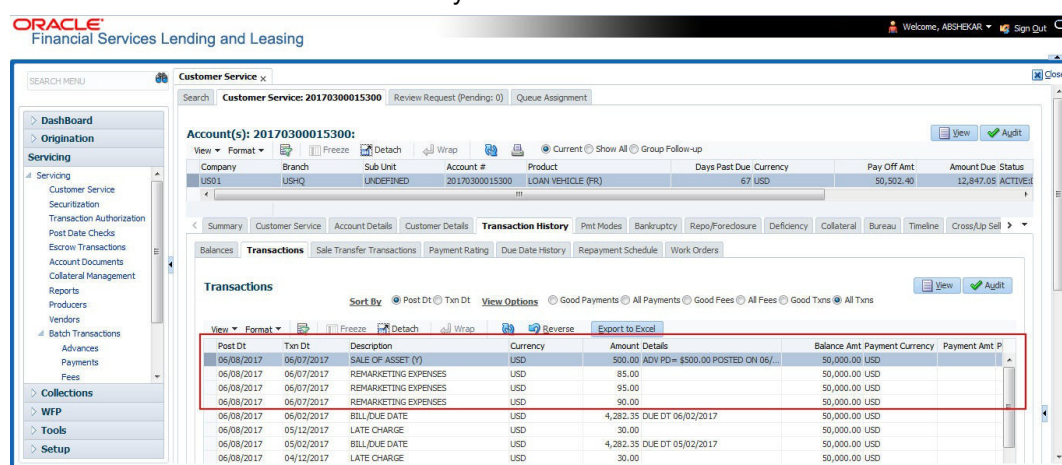 ORACLE
Welcome, ABSHEKAR Sign Out
Financial Services Lending and Leasing
SEARCH MENU
Customer Service x
Close
Search Customer Service: 20170300015300 Review Request (Pending: 0) Queue Assignment
DashBoard
Origination
Servicing
Servicing
Customer Service
Securitization
Transaction Authorization
Post Date Checks
Escrow Transactions
Account Documents
Collateral Management
Reports
Producers
Vendors
Batch Transactions
Advances
Payments
Fees
Collections
WFP
Tools
Setup
Account(s): 20170300015300:
View Audit
View Format Freeze Detach Wrap Current Show All Group Follow-up
Company Branch Sub Unit Account # Product Days Past Due Currency Pay Off Amt Amount Due Status
US01 USHQ UNDEFINED 20170300015300 LOAN VEHICLE (FR) 67 USD 50,502.40 12,847.05 ACTIVE:
Summary Customer Service Account Details Customer Details Transaction History Pmt Modes Bankruptcy Repo/Foreclosure Deficiency Collateral Bureau Timeline Cross/Up Sell
Balances Transactions Sale Transfer Transactions Payment Rating Due Date History Repayment Schedule Work Orders
Transactions
View Audit
Sort By Post Dt Txn Dt View Options Good Payments All Payments Good Fees All Fees Good Txns All Txns
View Format Freeze Detach Wrap Reverse Export to Excel
Post Dt Txn Dt Description Currency Amount Details Balance Amt Payment Currency Payment Amt P
06/08/2017 06/07/2017 SALE OF ASSET (Y) USD 500.00 ADV PD= $500.00 POSTED ON 06/... 50,000.00 USD
06/08/2017 06/07/2017 REMARKETING EXPENSES USD 85.00 50,000.00 USD
06/08/2017 06/07/2017 REMARKETING EXPENSES USD 95.00 50,000.00 USD
06/08/2017 06/07/2017 REMARKETING EXPENSES USD 90.00 50,000.00 USD
06/08/2017 06/02/2017 BILL/DUE DATE USD 4,282.35 DUE DT 06/02/2017 50,000.00 USD
06/08/2017 05/12/2017 LATE CHARGE USD 30.00 50,000.00 USD
06/08/2017 05/02/2017 BILL/DUE DATE USD 4,282.35 DUE DT 05/02/2017 50,000.00 USD
06/08/2017 04/12/2017 LATE CHARGE USD 30.00 50,000.00 USD